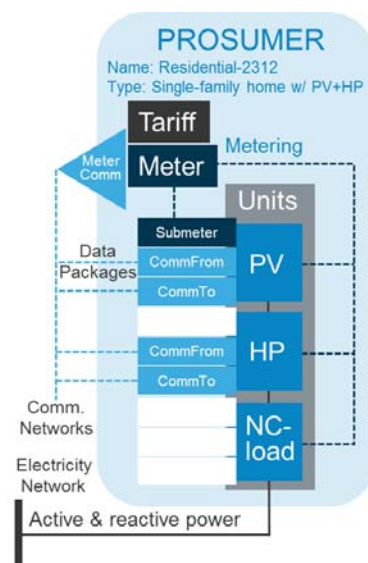 PROSUMER
Name: Residential-2312
Type: Single-family home w/ PV+HP
Tariff
Meter
Comm
Meter
Metering
Units
Submeter
Data
Packages
CommFrom
CommTo
PV
CommFrom
CommTo
HP
Comm.
Networks
NC-
load
Electricity
Network
Active & reactive power